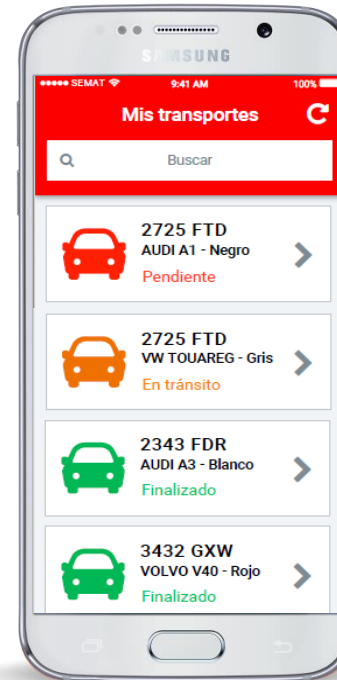 SAMSUNG
SEMAT 9:41 AM 100%
Mis transportes
Buscar
2725 FTD
AUDI A1 - Negro
Pendiente
2725 FTD
VW TOUAREG - Gris
En tránsito
2343 FDR
AUDI A3 - Blanco
Finalizado
3432 GXW
VOLVO V40 - Rojo
Finalizado